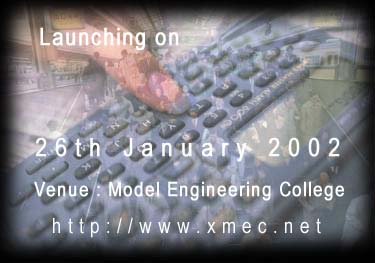 Launching on
26th January 2002
Venue : Model Engineering College
http://www.xmec.net